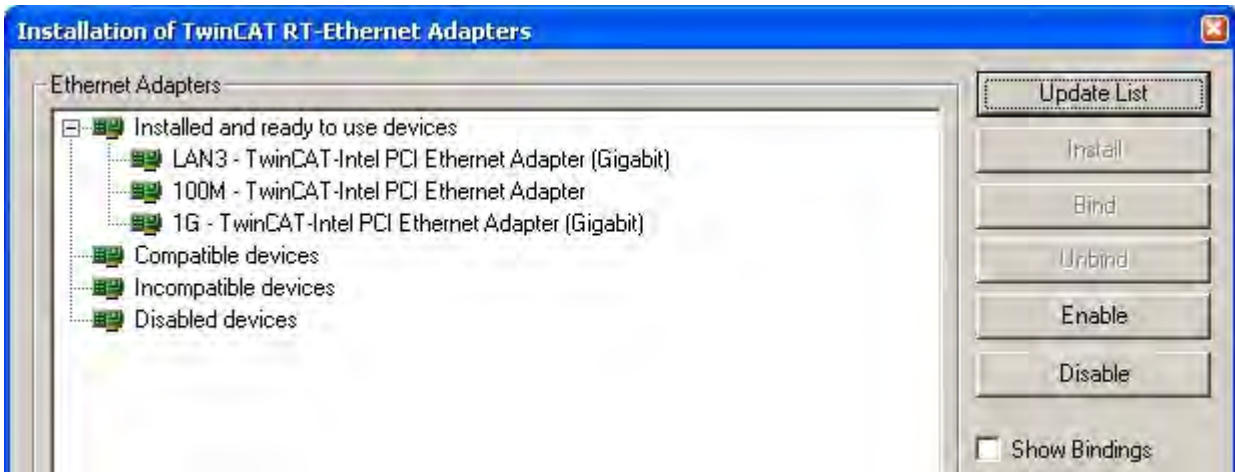 Installation of TwinCAT RT-Ethernet Adapters
Ethernet Adapters
Installed and ready to use devices
LAN3 - TwinCAT-Intel PCI Ethernet Adapter (Gigabit)
100M - TwinCAT-Intel PCI Ethernet Adapter
1G - TwinCAT-Intel PCI Ethernet Adapter (Gigabit)
Compatible devices
Incompatible devices
Disabled devices
Update List
Install
Bind
Unbind
Enable
Disable
Show Bindings